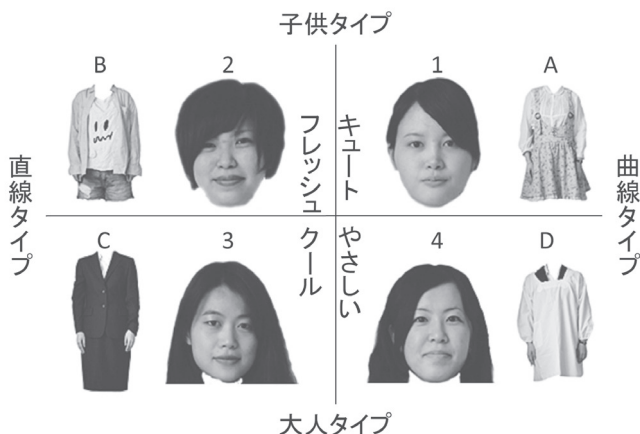 子供タイプ
B
2
1
A
フレッシュ
キュート
直線タイプ
曲線タイプ
C
3
クール
やさしい
4
D
大人タイプ